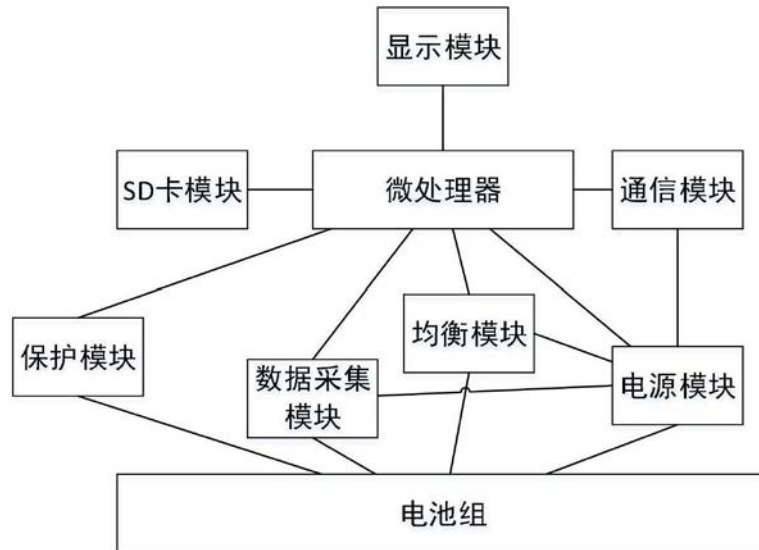 显示模块
SD卡模块
微处理器
通信模块
保护模块
数据采集
模块
均衡模块
电源模块
电池组